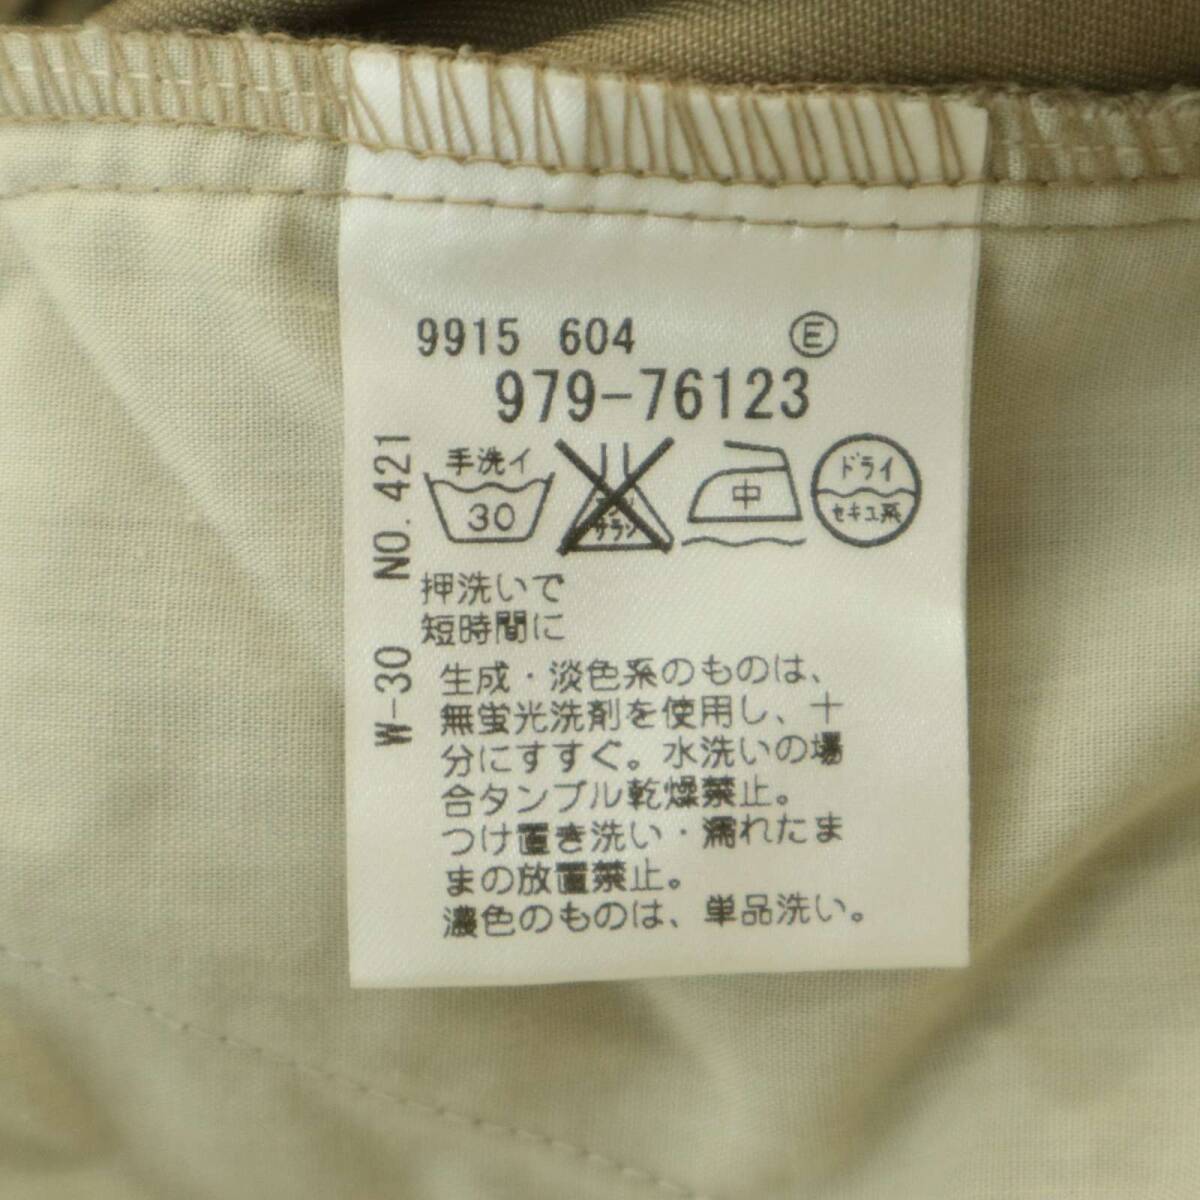 9915 604 Ⓔ
979-76123
NO. 421
W-30
手洗イ
30
エンソ
サラシ
中
ドライ
セキユ系
押洗いで
短時間に
生成・淡色系のものは、
無蛍光洗剤を使用し、十
分にすすぐ。水洗いの場
合タンブル乾燥禁止。
つけ置き洗い・濡れたま
まの放置禁止。
濃色のものは、単品洗い。